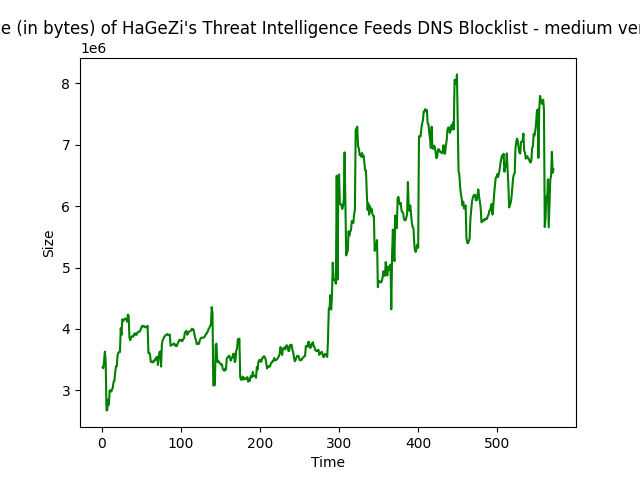 (in bytes) of HaGeZi's Threat Intelligence Feeds DNS Blocklist - medium
1e6
8
7
6
5
4
3
Size
0 100 200 300 400 500
Time